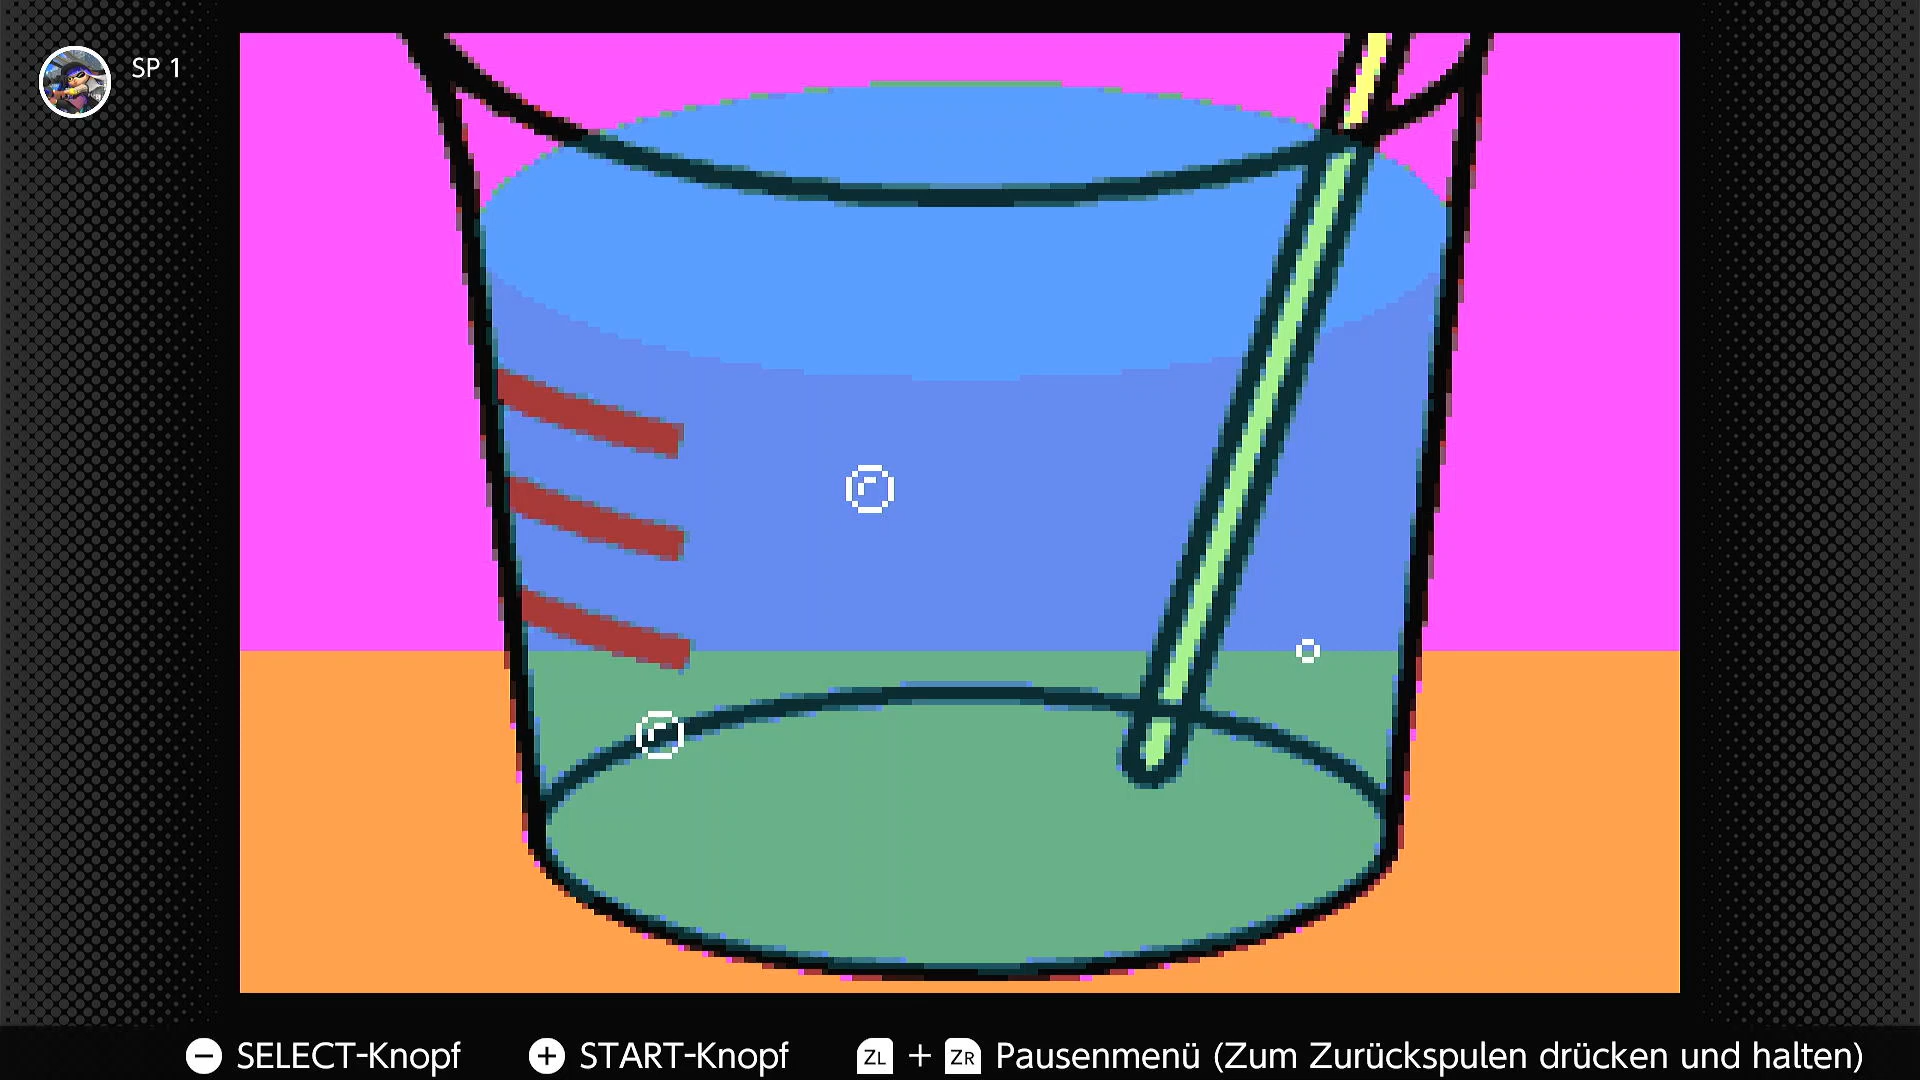 SP 1
SELECT-Knopf START-Knopf ZL + ZR Pausenmenü (Zum Zurückspulen drücken und halten)